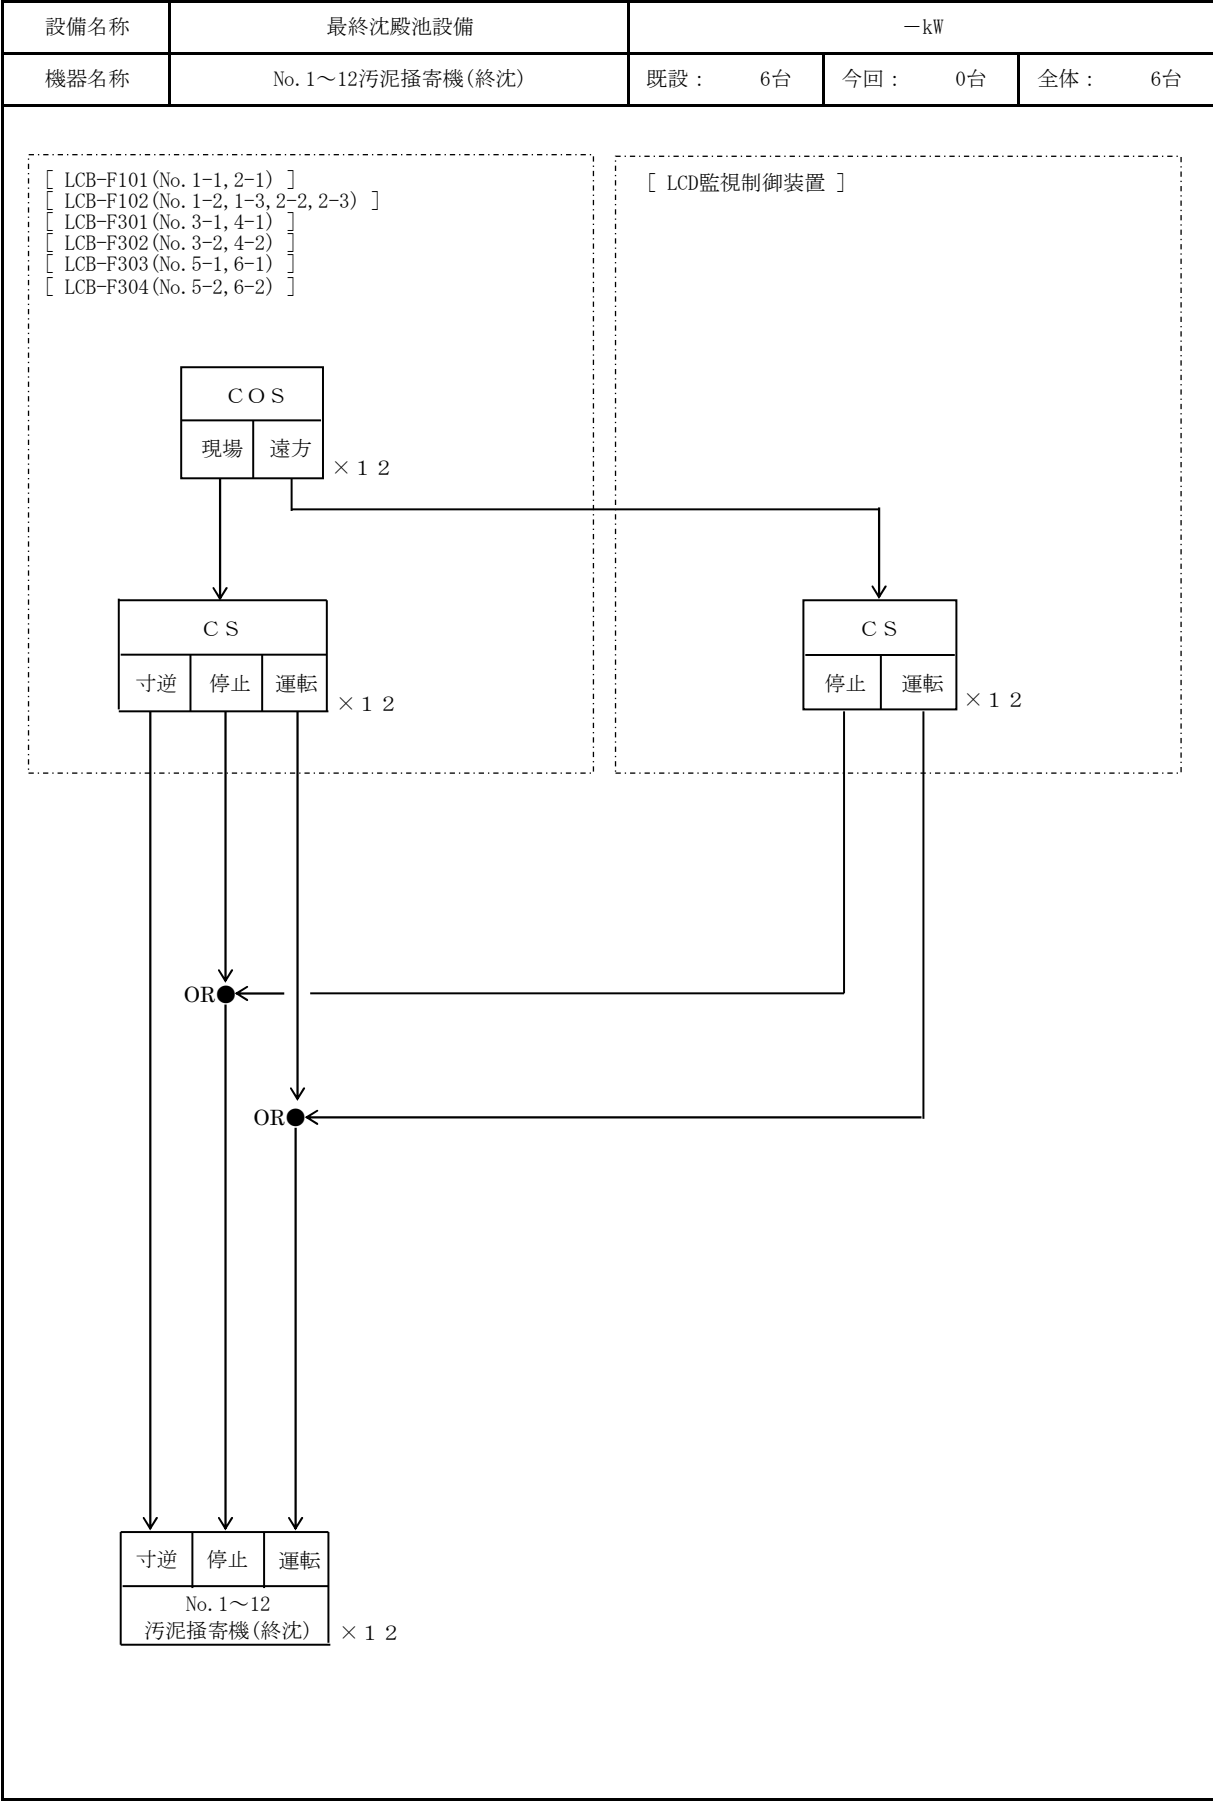 設備名称 最終沈殿池設備 －kW
機器名称 No.1～12汚泥掻寄機(終沈) 既設： 6台 今回： 0台 全体： 6台
[ LCB-F101(No.1-1,2-1) ]
[ LCB-F102(No.1-2,1-3,2-2,2-3) ]
[ LCB-F301(No.3-1,4-1) ]
[ LCB-F302(No.3-2,4-2) ]
[ LCB-F303(No.5-1,6-1) ]
[ LCB-F304(No.5-2,6-2) ]
[ LCD監視制御装置 ]
ＣＯＳ
現場 遠方
×１２
ＣＳ
寸逆 停止 運転
×１２
ＣＳ
停止 運転
×１２
OR
OR
寸逆 停止 運転
No.1～12
汚泥掻寄機(終沈)
×１２